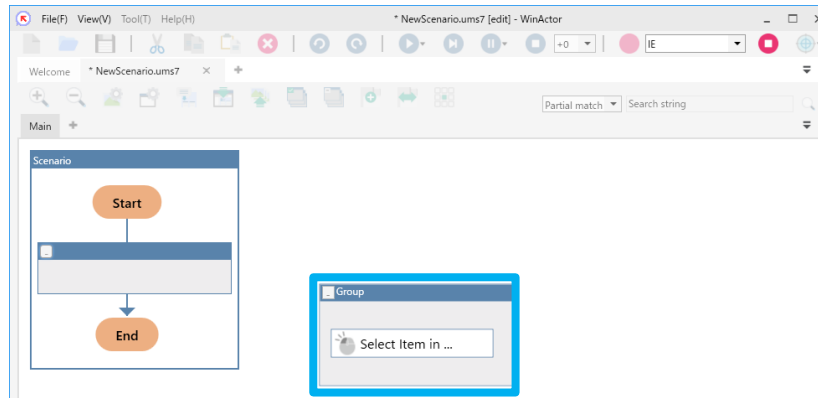 File(F) View(V) Tool(T) Help(H) * NewScenario.ums7 [edit] - WinActor
+0 IE
Welcome * NewScenario.ums7 × +
Partial match Search string
Main +
Scenario
Start
Group
Select Item in ...
End